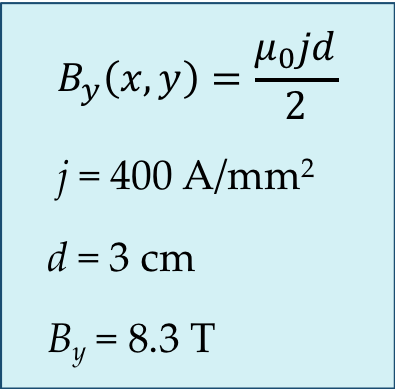 B_y(x, y) = μ₀jd / 2
j = 400 A/mm²
d = 3 cm
B_y = 8.3 T